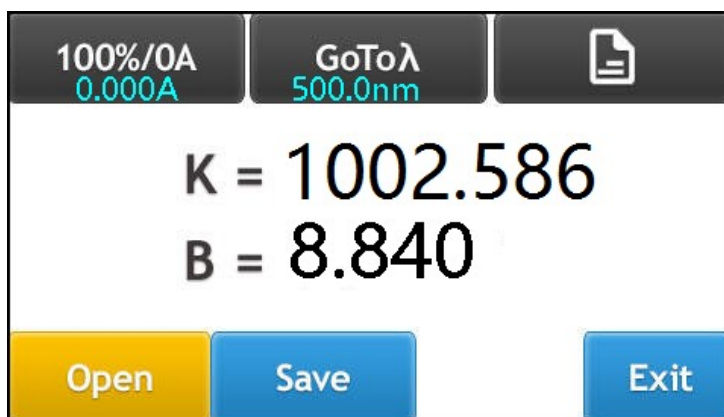 100%/0A GoToλ
0.000A 500.0nm
K = 1002.586
B = 8.840
Open Save Exit